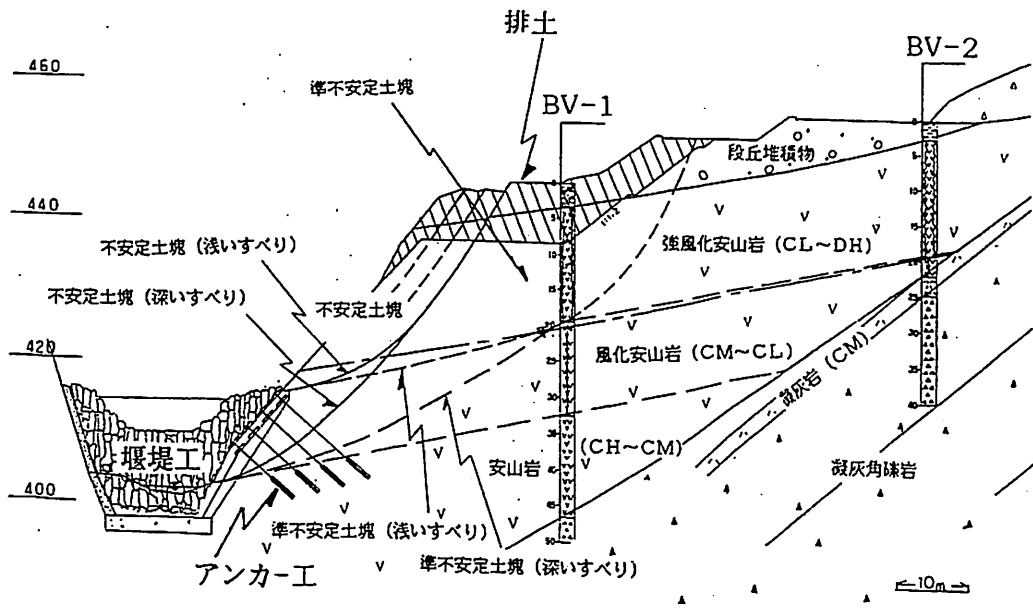 排土
460
準不安定土塊
BV-1
BV-2
段丘堆積物
440
不安定土塊 (浅いすべり)
強風化安山岩 (CL~DH)
不安定土塊 (深いすべり)
不安定土塊
420
風化安山岩 (CM~CL)
凝灰岩 (CM)
堰堤工
安山岩
(CH~CM)
凝灰角礫岩
400
準不安定土塊 (浅いすべり)
アンカー工
準不安定土塊 (深いすべり)
10m